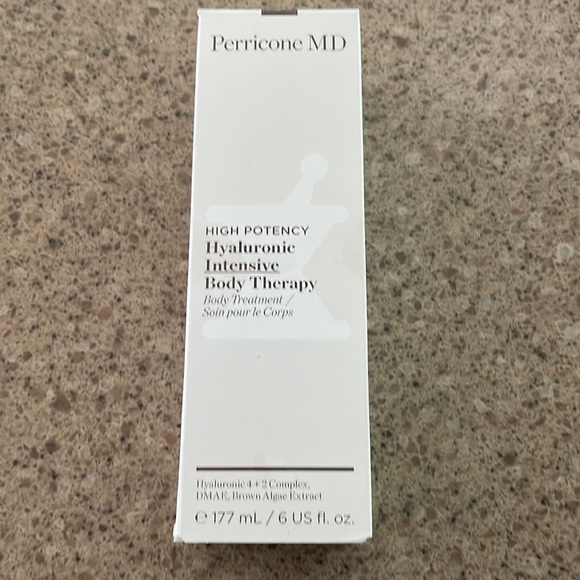 Perricone MD
HIGH POTENCY
Hyaluronic
Intensive
Body Therapy
Body Treatment /
Soin pour le Corps
Hyaluronic 4 + 2 Complex,
DMAE, Brown Algae Extract
℮ 177 mL / 6 US fl. oz.